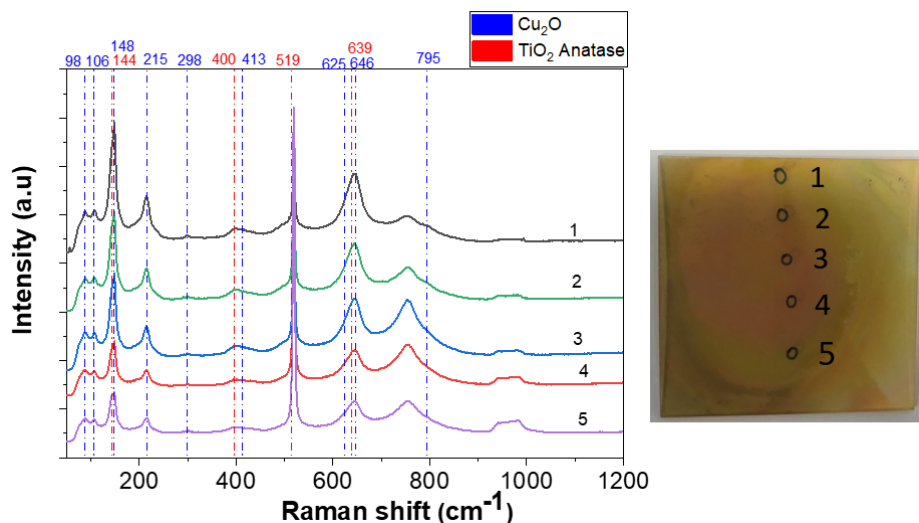 Cu₂O
TiO₂ Anatase
148 639
98 106 144 215 298 400 413 519 625 646 795
Intensity (a.u)
1
2
3
4
5
200 400 600 800 1000 1200
Raman shift (cm⁻¹)
1
2
3
4
5